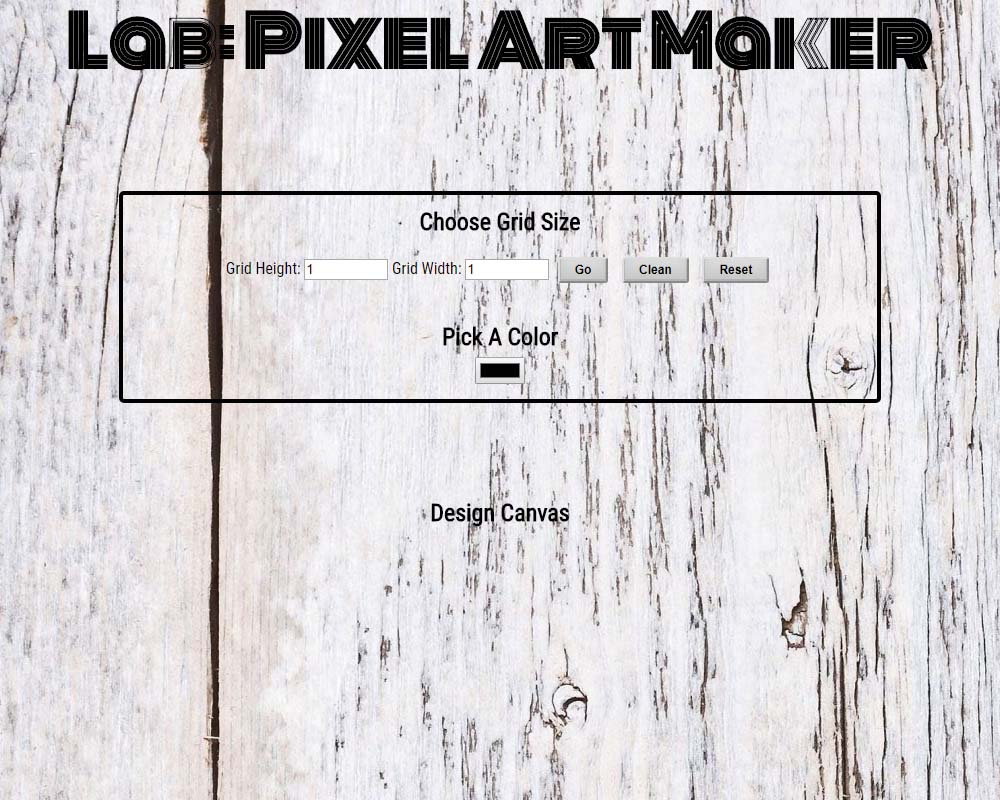 Lab: Pixel Art Maker
Choose Grid Size
Grid Height: 1 Grid Width: 1 Go Clean Reset
Pick A Color
Design Canvas